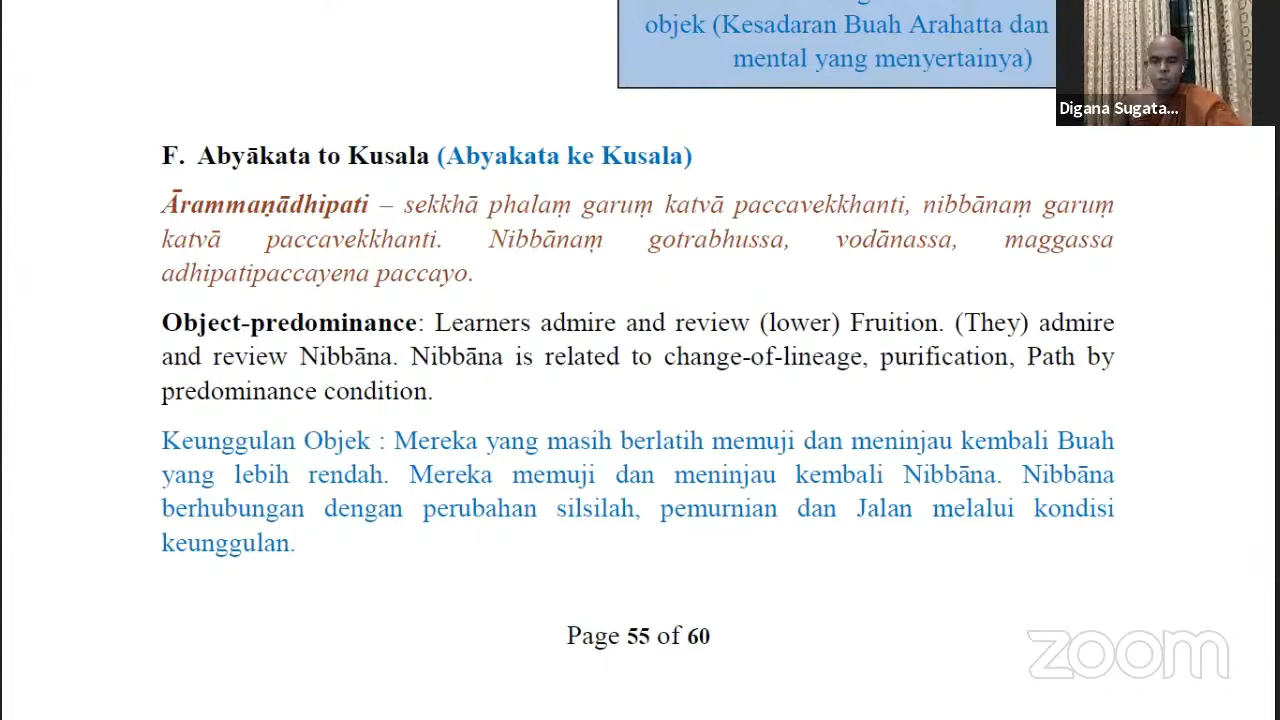 objek (Kesadaran Buah Arahatta dan
mental yang menyertainya)
Digana Sugata...
F. Abyākata to Kusala (Abyakata ke Kusala)
Ārammaṇādhipati – sekkhā phalaṃ garuṃ katvā paccavekkhanti, nibbānaṃ garuṃ
katvā paccavekkhanti. Nibbānaṃ gotrabhussa, vodānassa, maggassa
adhipatipaccayena paccayo.
Object-predominance: Learners admire and review (lower) Fruition. (They) admire
and review Nibbāna. Nibbāna is related to change-of-lineage, purification, Path by
predominance condition.
Keunggulan Objek : Mereka yang masih berlatih memuji dan meninjau kembali Buah
yang lebih rendah. Mereka memuji dan meninjau kembali Nibbāna. Nibbāna
berhubungan dengan perubahan silsilah, pemurnian dan Jalan melalui kondisi
keunggulan.
Page 55 of 60
zoom